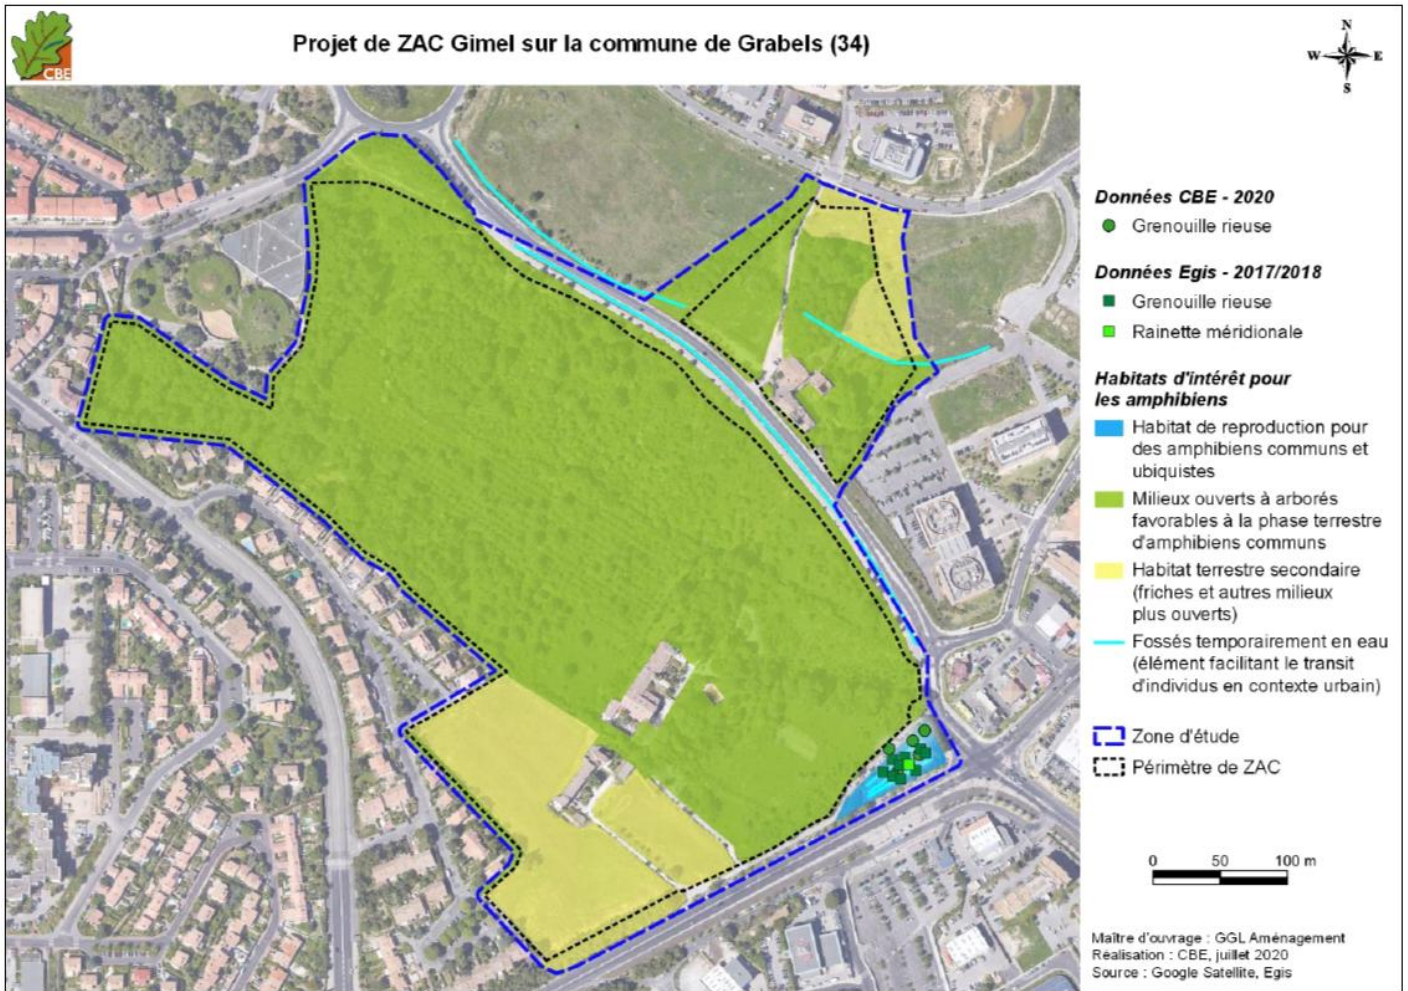 CBE
Projet de ZAC Gimel sur la commune de Grabels (34)
N
W E
S
Données CBE - 2020
Grenouille rieuse
Données Egis - 2017/2018
Grenouille rieuse
Rainette méridionale
Habitats d'intérêt pour
les amphibiens
Habitat de reproduction pour
des amphibiens communs et
ubiquistes
Milieux ouverts à arborés
favorables à la phase terrestre
d'amphibiens communs
Habitat terrestre secondaire
(friches et autres milieux
plus ouverts)
Fossés temporairement en eau
(élément facilitant le transit
d'individus en contexte urbain)
Zone d'étude
Périmètre de ZAC
0 50 100 m
Maître d'ouvrage : GGL Aménagement
Réalisation : CBE, juillet 2020
Source : Google Satellite, Egis